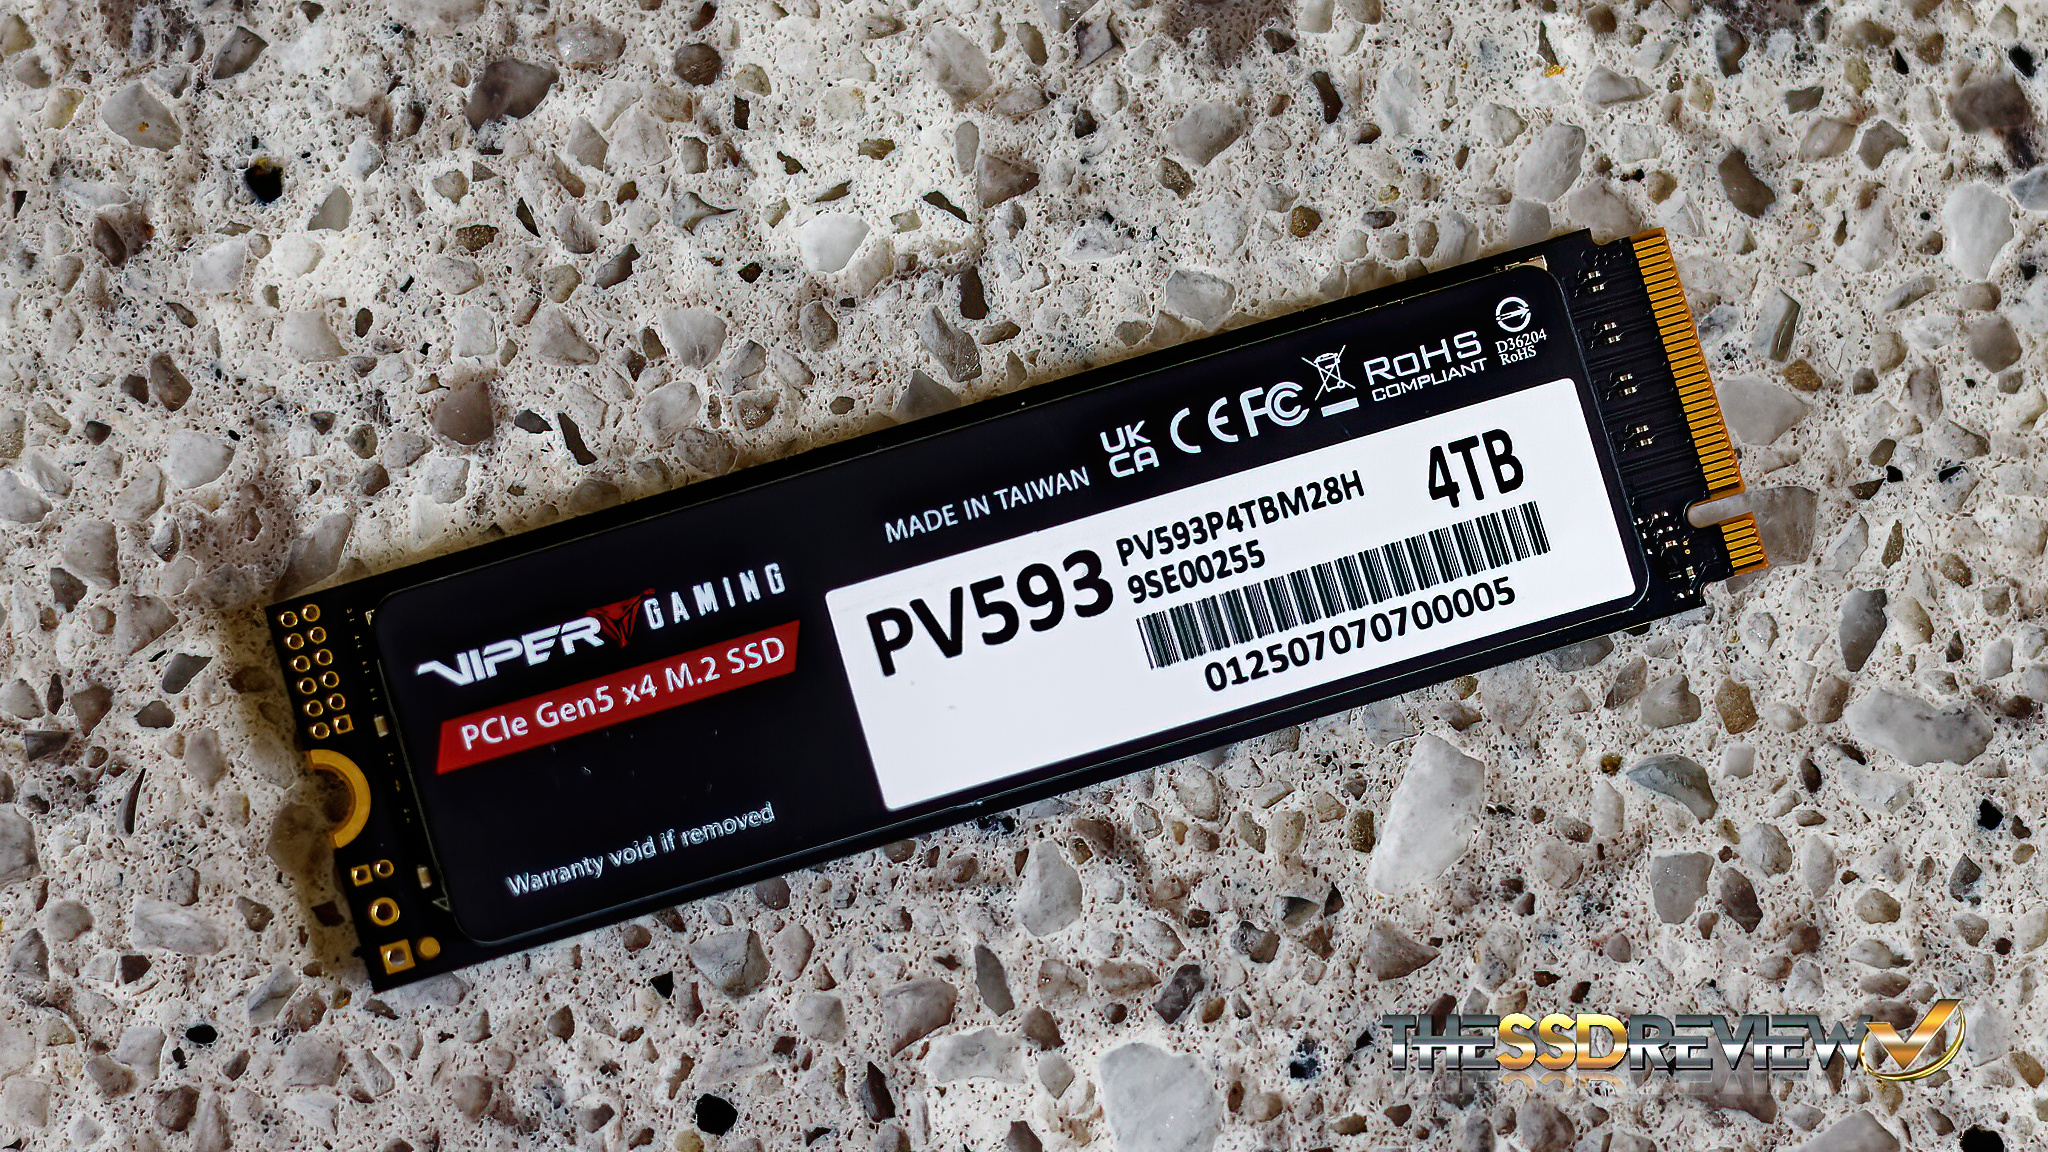 UK
CA
CE FC
RoHS
COMPLIANT
D36204
RoHS
MADE IN TAIWAN
VIPER GAMING
PCIe Gen5 x4 M.2 SSD
Warranty void if removed
PV593
PV593P4TBM28H
9SE00255
4TB
012507070700005
THESSDREVIEW